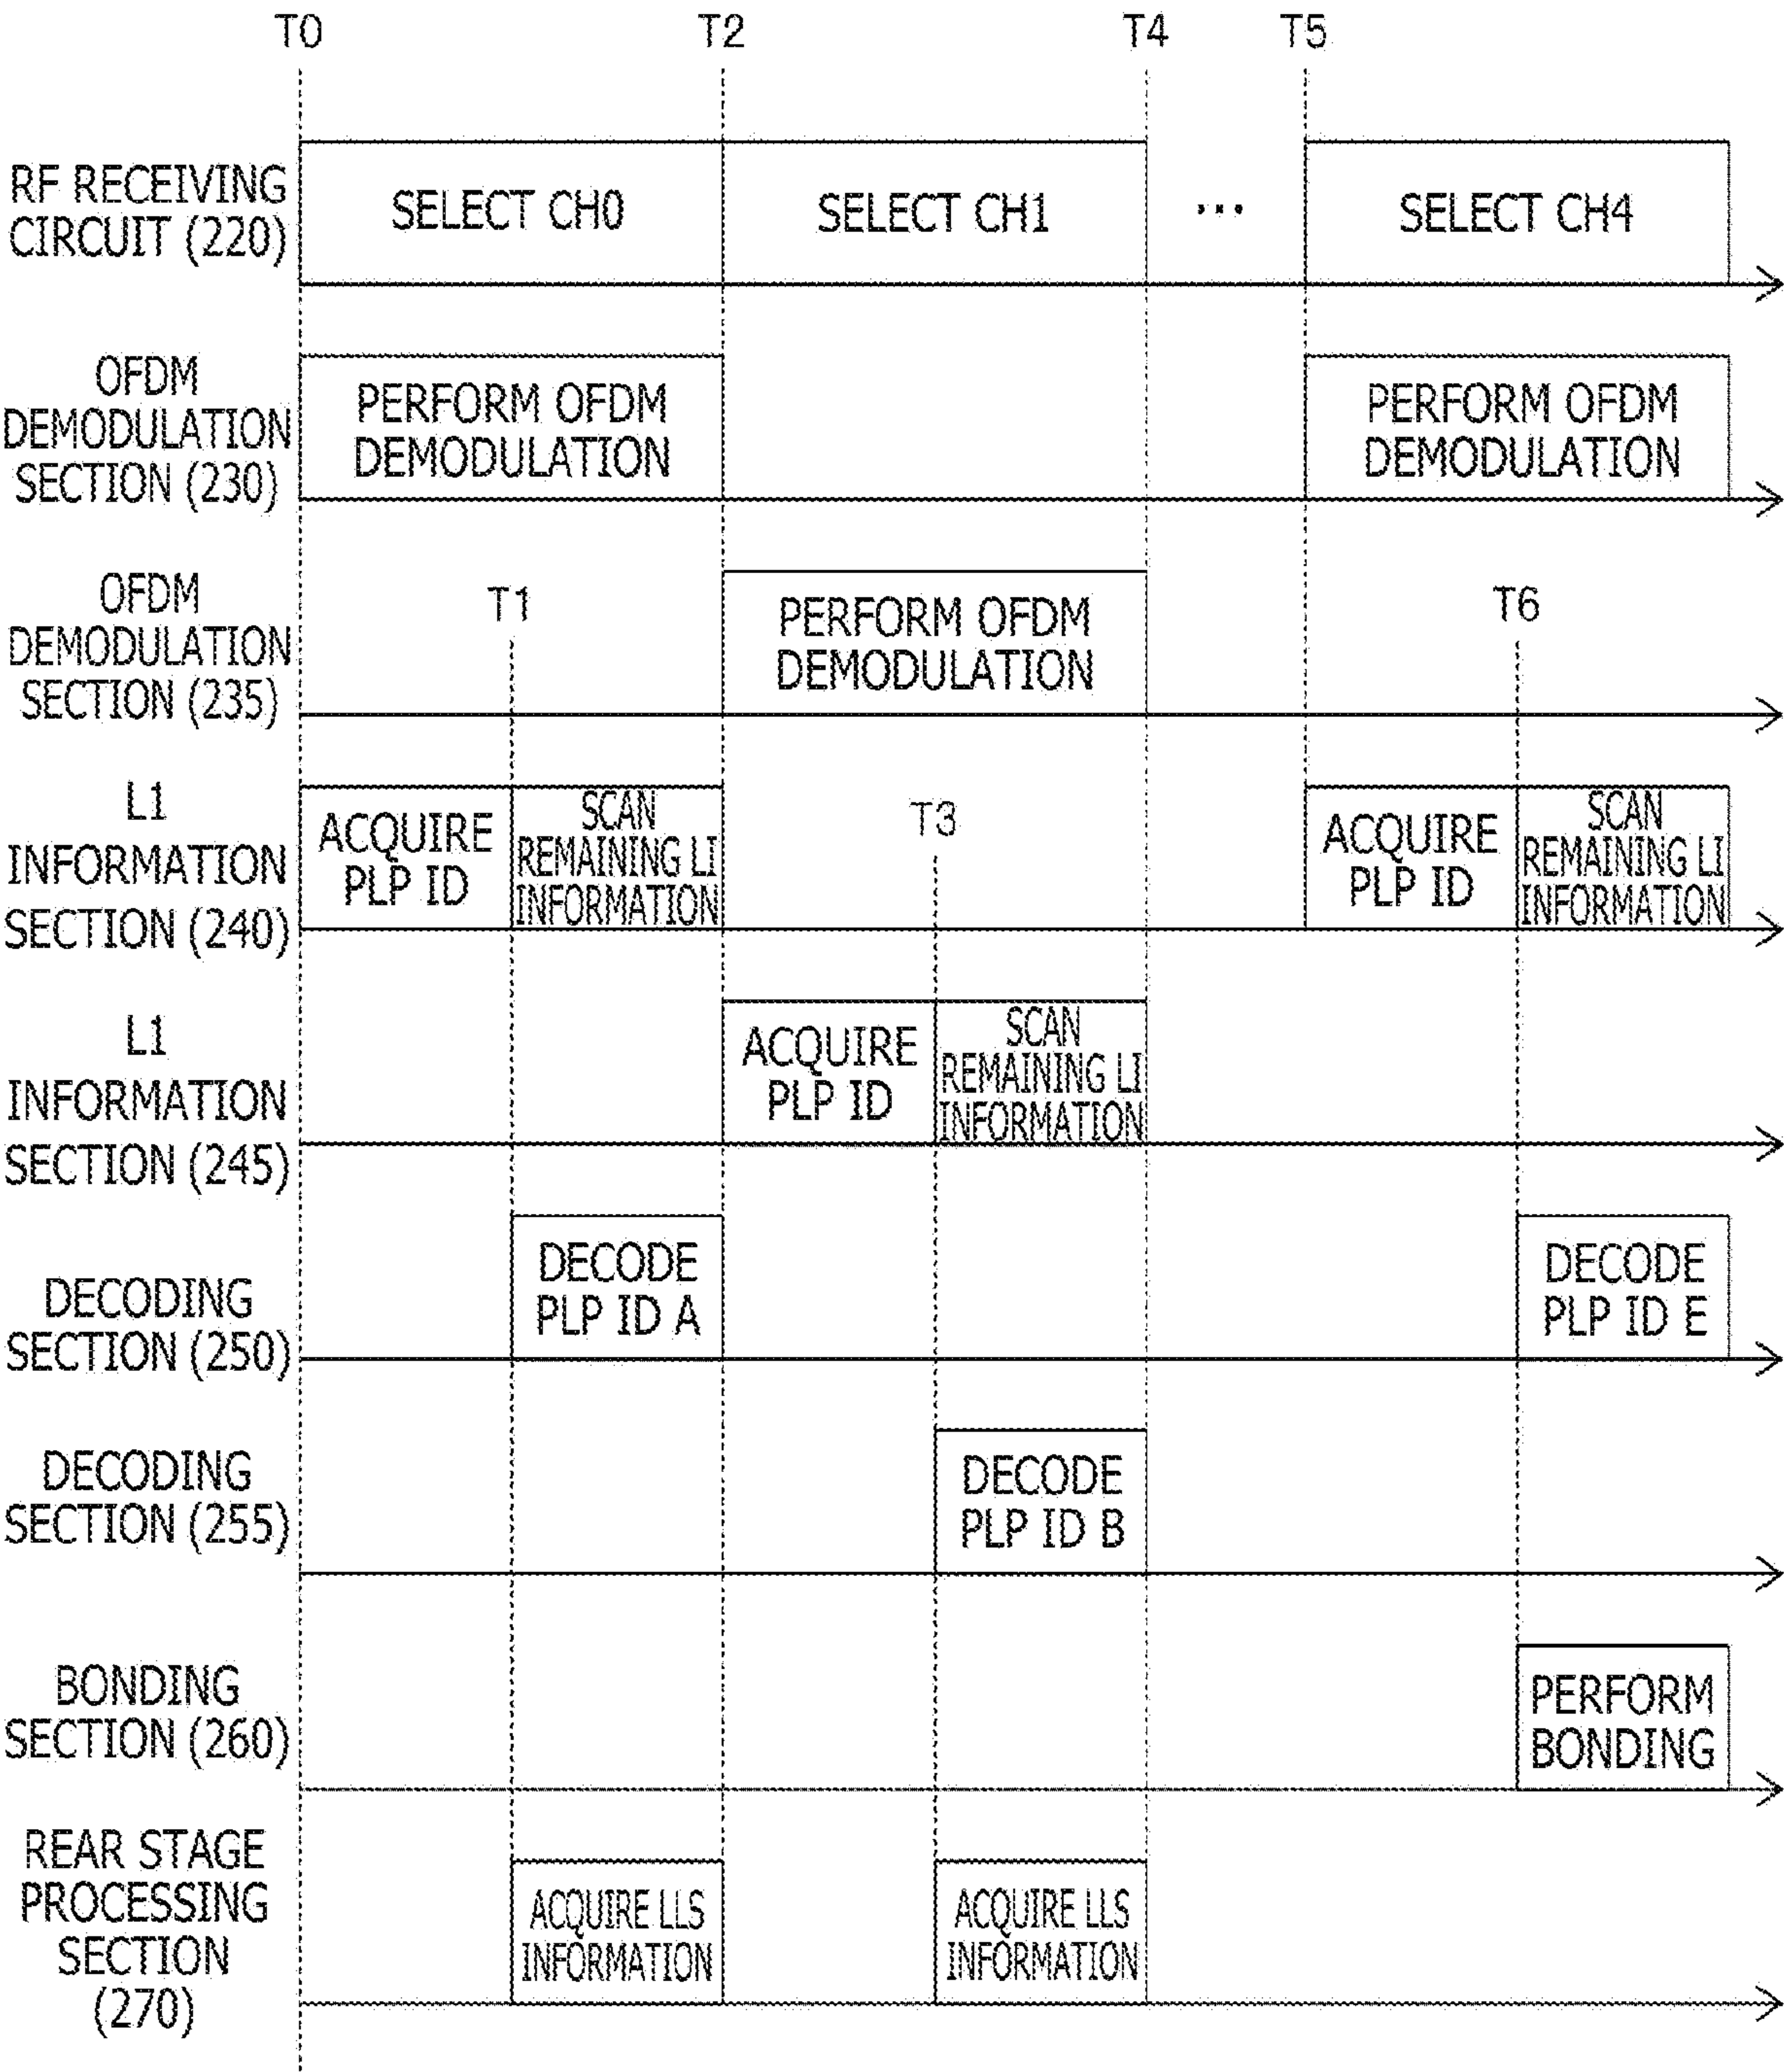 T0 T2 T4 T5
RF RECEIVING
CIRCUIT (220)
SELECT CH0
SELECT CH1
...
SELECT CH4
OFDM
DEMODULATION
SECTION (230)
PERFORM OFDM
DEMODULATION
PERFORM OFDM
DEMODULATION
OFDM
DEMODULATION
SECTION (235)
T1
PERFORM OFDM
DEMODULATION
T6
L1
INFORMATION
SECTION (240)
ACQUIRE
PLP ID
SCAN
REMAINING LI
INFORMATION
T3
ACQUIRE
PLP ID
SCAN
REMAINING LI
INFORMATION
L1
INFORMATION
SECTION (245)
ACQUIRE
PLP ID
SCAN
REMAINING LI
INFORMATION
DECODING
SECTION (250)
DECODE
PLP ID A
DECODE
PLP ID E
DECODING
SECTION (255)
DECODE
PLP ID B
BONDING
SECTION (260)
PERFORM
BONDING
REAR STAGE
PROCESSING
SECTION
(270)
ACQUIRE LLS
INFORMATION
ACQUIRE LLS
INFORMATION